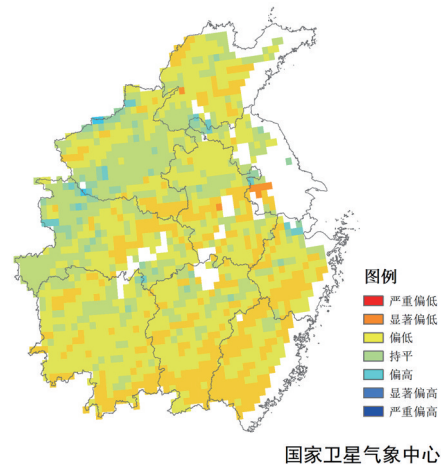 图例
严重偏低
显著偏低
偏低
持平
偏高
显著偏高
严重偏高
国家卫星气象中心